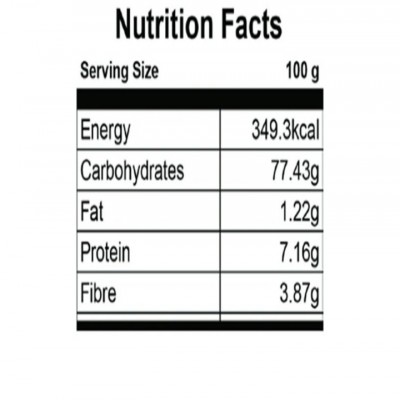 Nutrition Facts
Serving Size 100 g
Energy 349.3kcal
Carbohydrates 77.43g
Fat 1.22g
Protein 7.16g
Fibre 3.87g